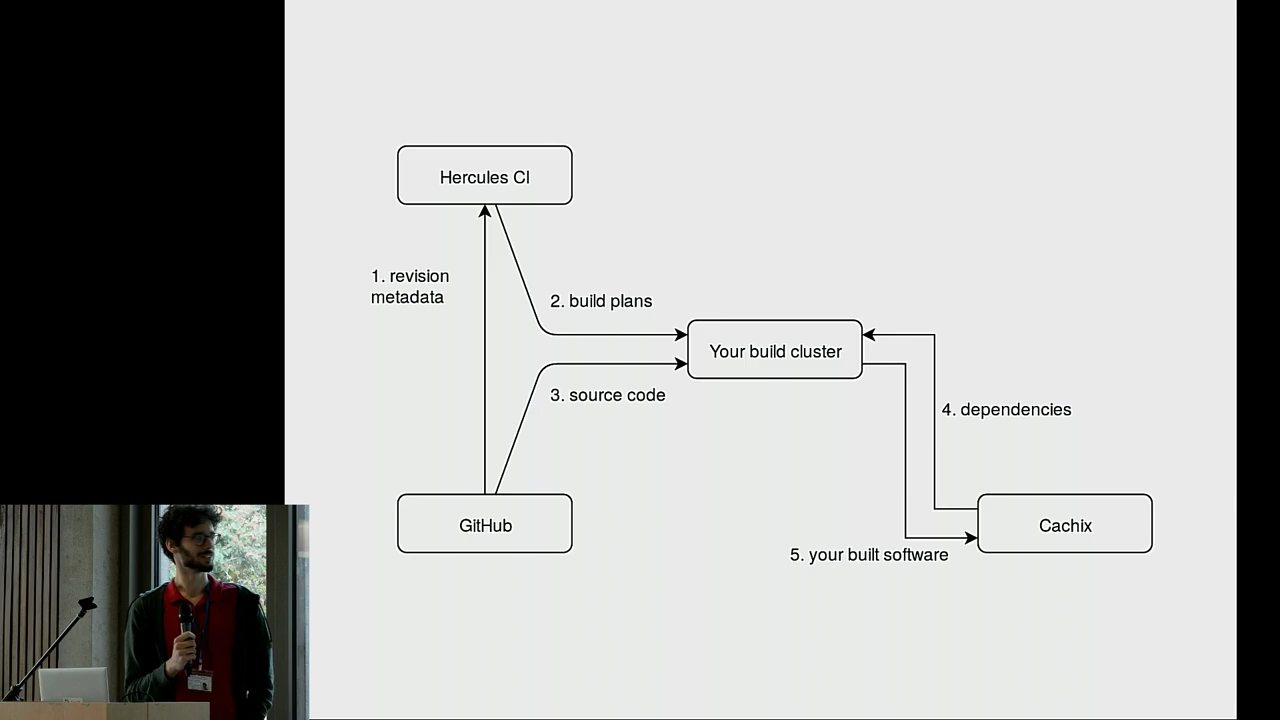 Hercules CI
1. revision
metadata
2. build plans
Your build cluster
3. source code
4. dependencies
GitHub
Cachix
5. your built software